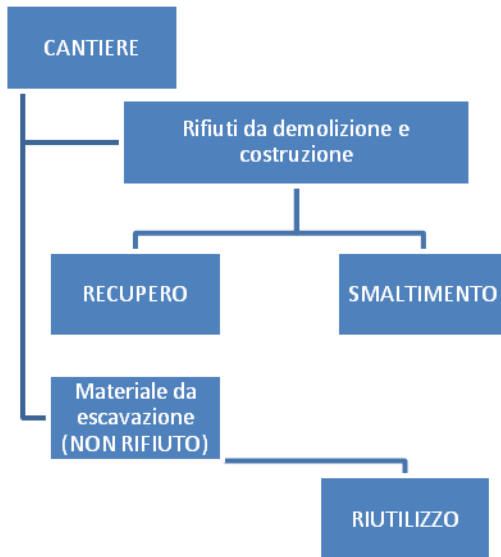 CANTIERE
Rifiuti da demolizione e
costruzione
RECUPERO
SMALTIMENTO
Materiale da
escavazione
(NON RIFIUTO)
RIUTILIZZO